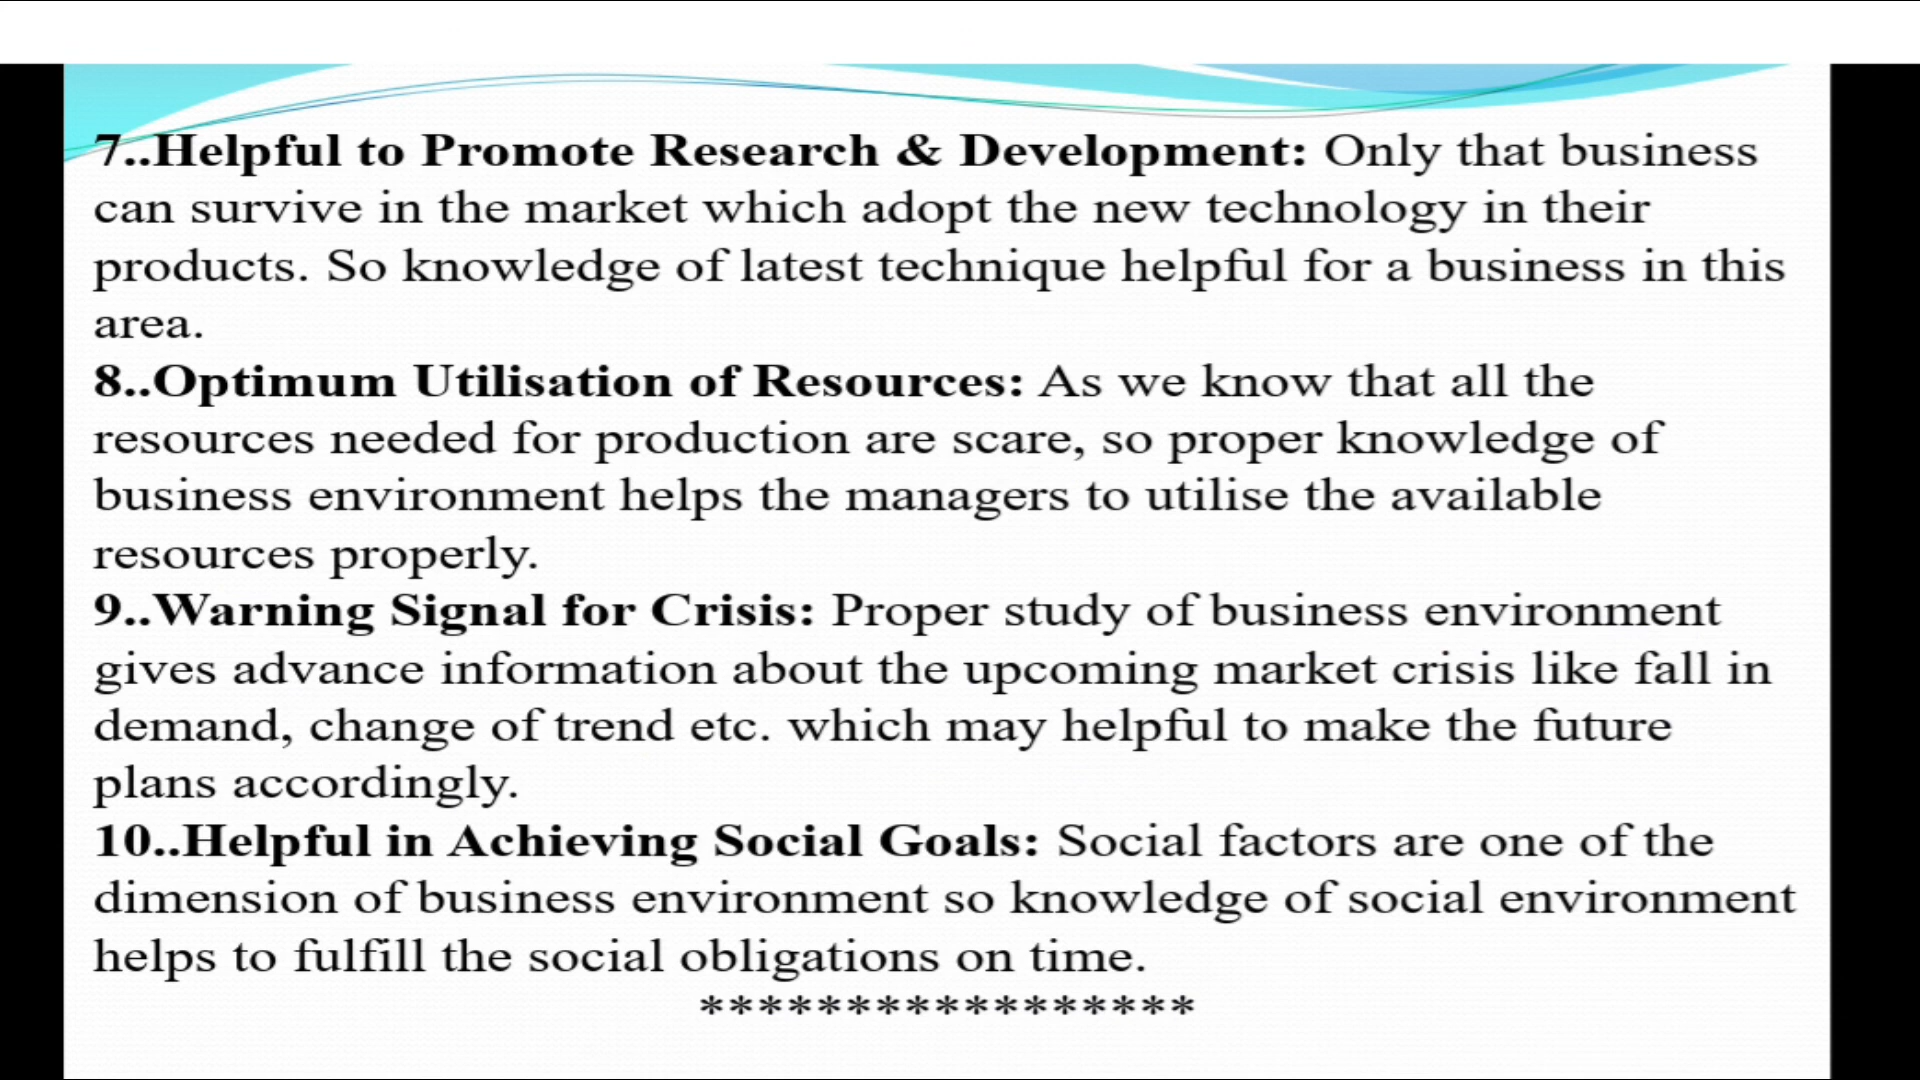 7..Helpful to Promote Research & Development: Only that business
can survive in the market which adopt the new technology in their
products. So knowledge of latest technique helpful for a business in this
area.
8..Optimum Utilisation of Resources: As we know that all the
resources needed for production are scare, so proper knowledge of
business environment helps the managers to utilise the available
resources properly.
9..Warning Signal for Crisis: Proper study of business environment
gives advance information about the upcoming market crisis like fall in
demand, change of trend etc. which may helpful to make the future
plans accordingly.
10..Helpful in Achieving Social Goals: Social factors are one of the
dimension of business environment so knowledge of social environment
helps to fulfill the social obligations on time.
*****************